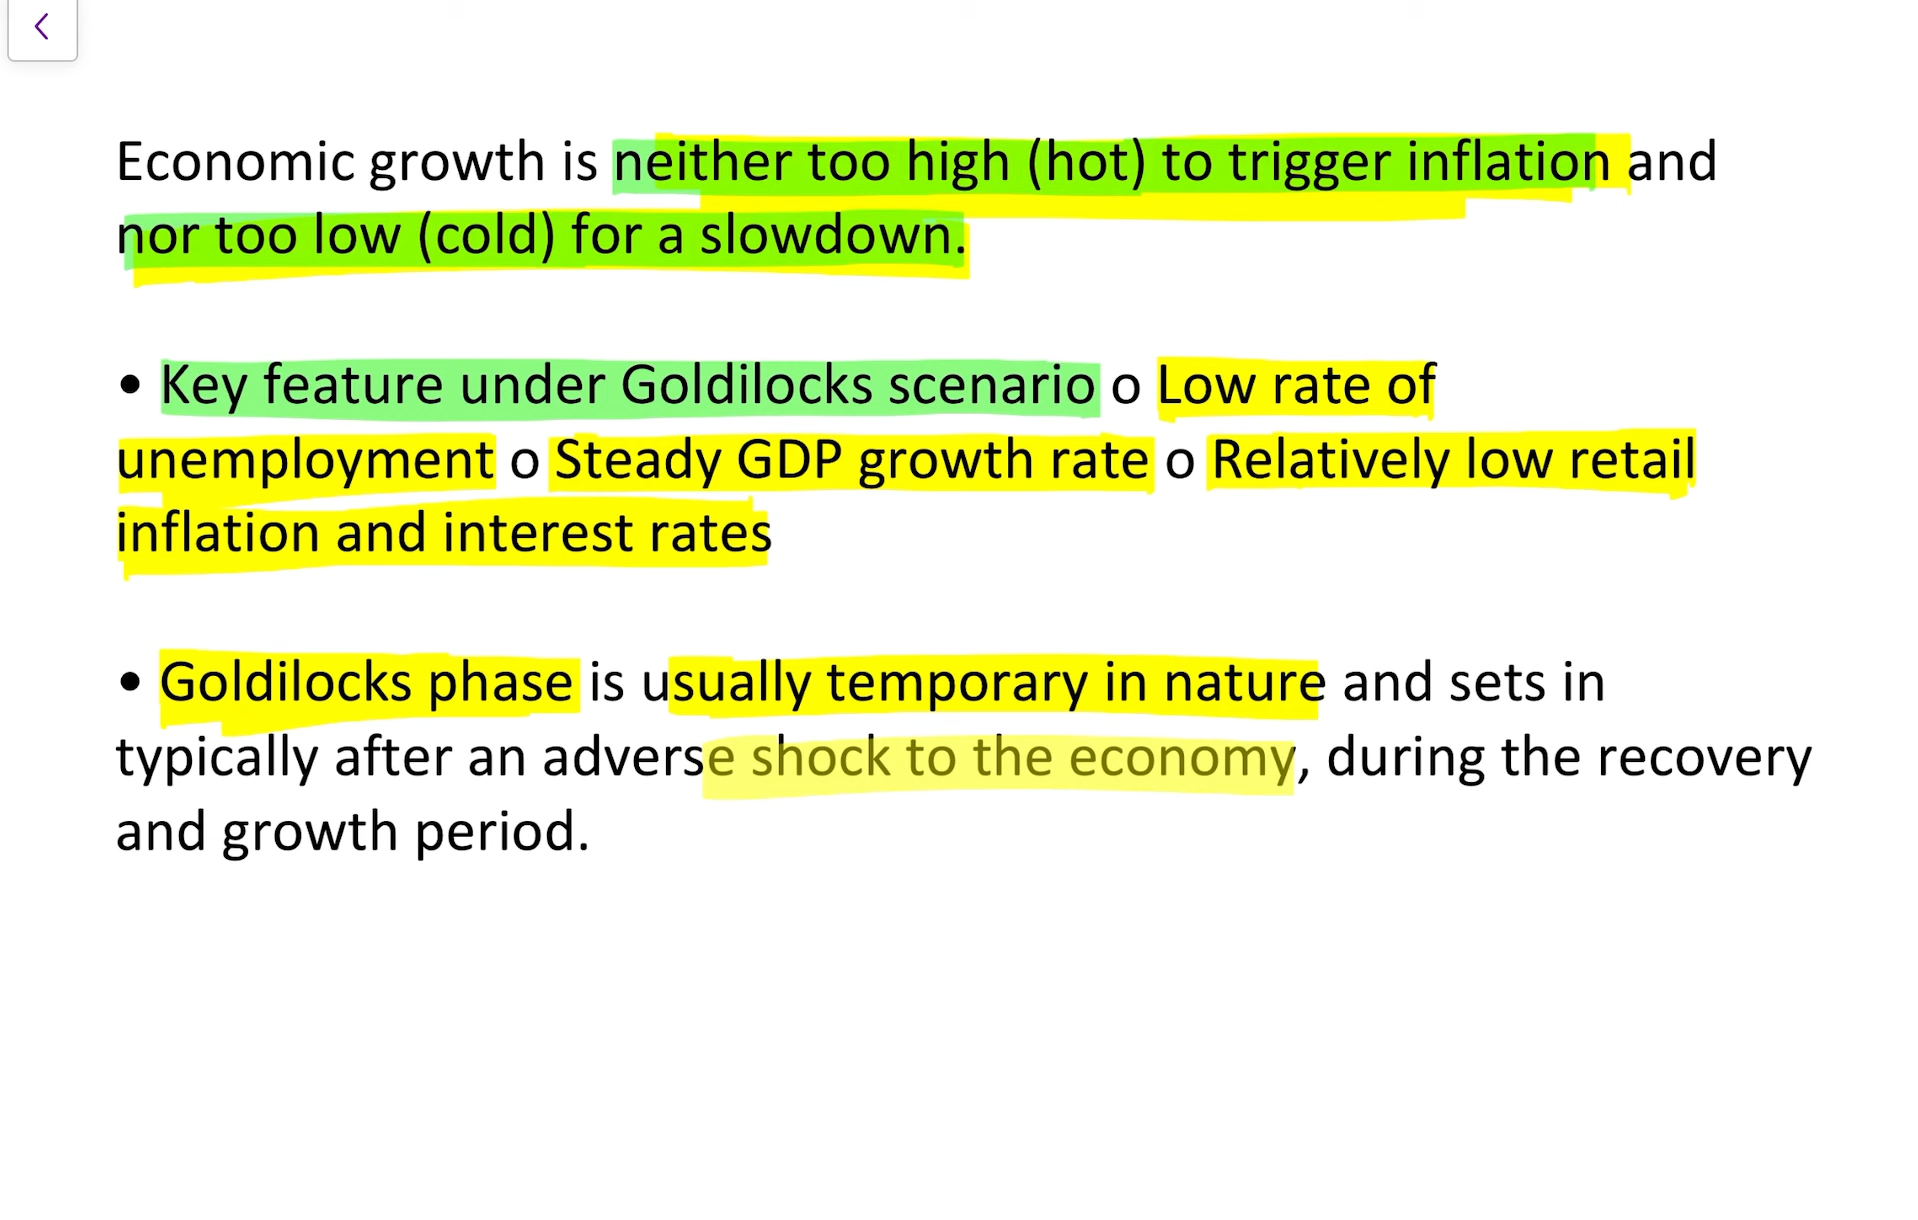 Economic growth is neither too high (hot) to trigger inflation and
nor too low (cold) for a slowdown.
• Key feature under Goldilocks scenario o Low rate of
unemployment o Steady GDP growth rate o Relatively low retail
inflation and interest rates
• Goldilocks phase is usually temporary in nature and sets in
typically after an adverse shock to the economy, during the recovery
and growth period.